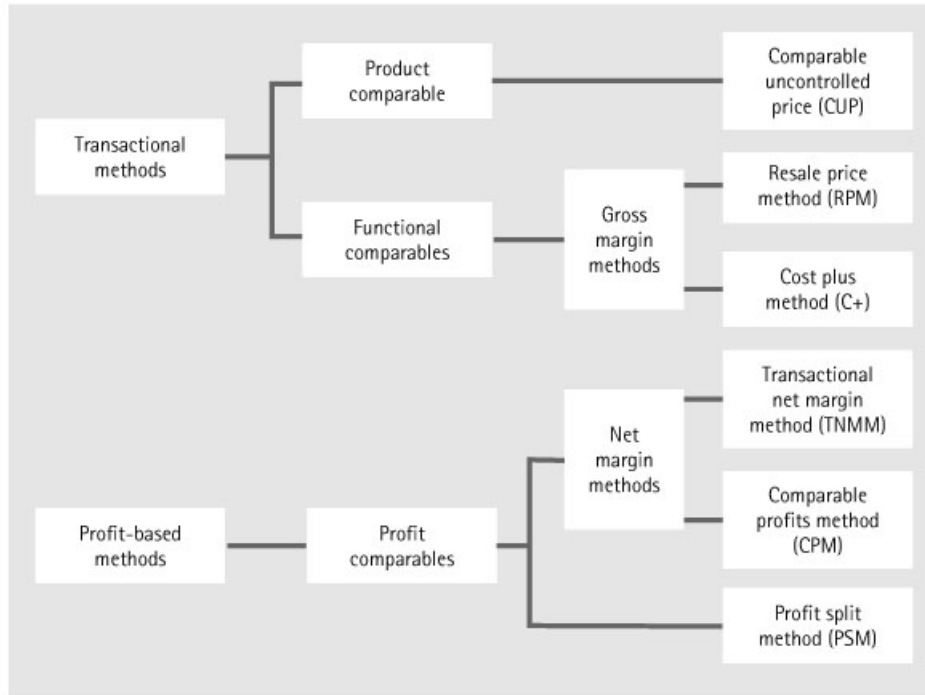 Transactional
methods
Product
comparable
Comparable
uncontrolled
price (CUP)
Functional
comparables
Gross
margin
methods
Resale price
method (RPM)
Cost plus
method (C+)
Profit-based
methods
Profit
comparables
Net
margin
methods
Transactional
net margin
method (TNMM)
Comparable
profits method
(CPM)
Profit split
method (PSM)